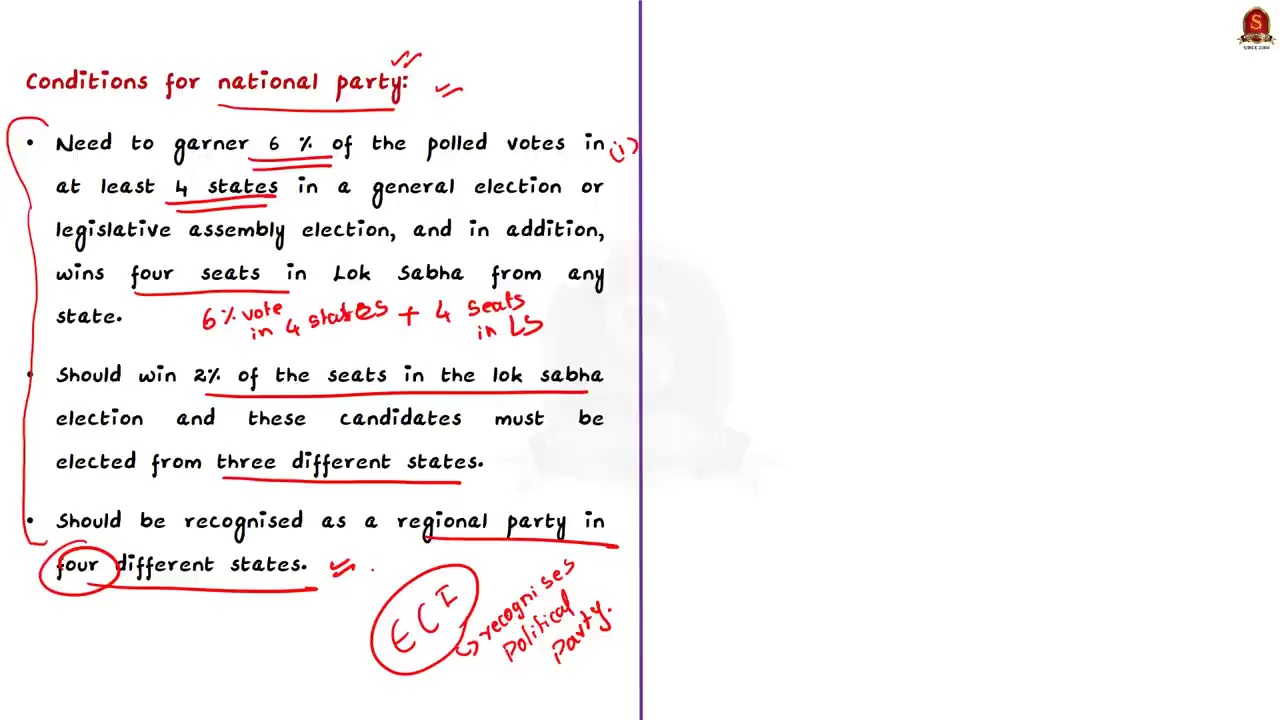 Conditions for national party:
• Need to garner 6 % of the polled votes in (1)
at least 4 states in a general election or
legislative assembly election, and in addition,
wins four seats in Lok Sabha from any
state.
6% vote in 4 states + 4 seats in LS
• Should win 2% of the seats in the lok sabha
election and these candidates must be
elected from three different states.
• Should be recognised as a regional party in
four different states.
ECI
recognises
political
party.
S
SINCE 2004